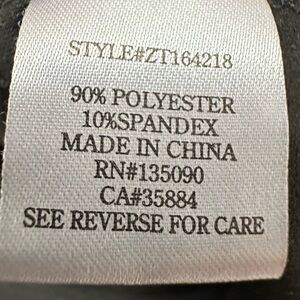 STYLE#ZT164218
90% POLYESTER
10%SPANDEX
MADE IN CHINA
RN#135090
CA#35884
SEE REVERSE FOR CARE